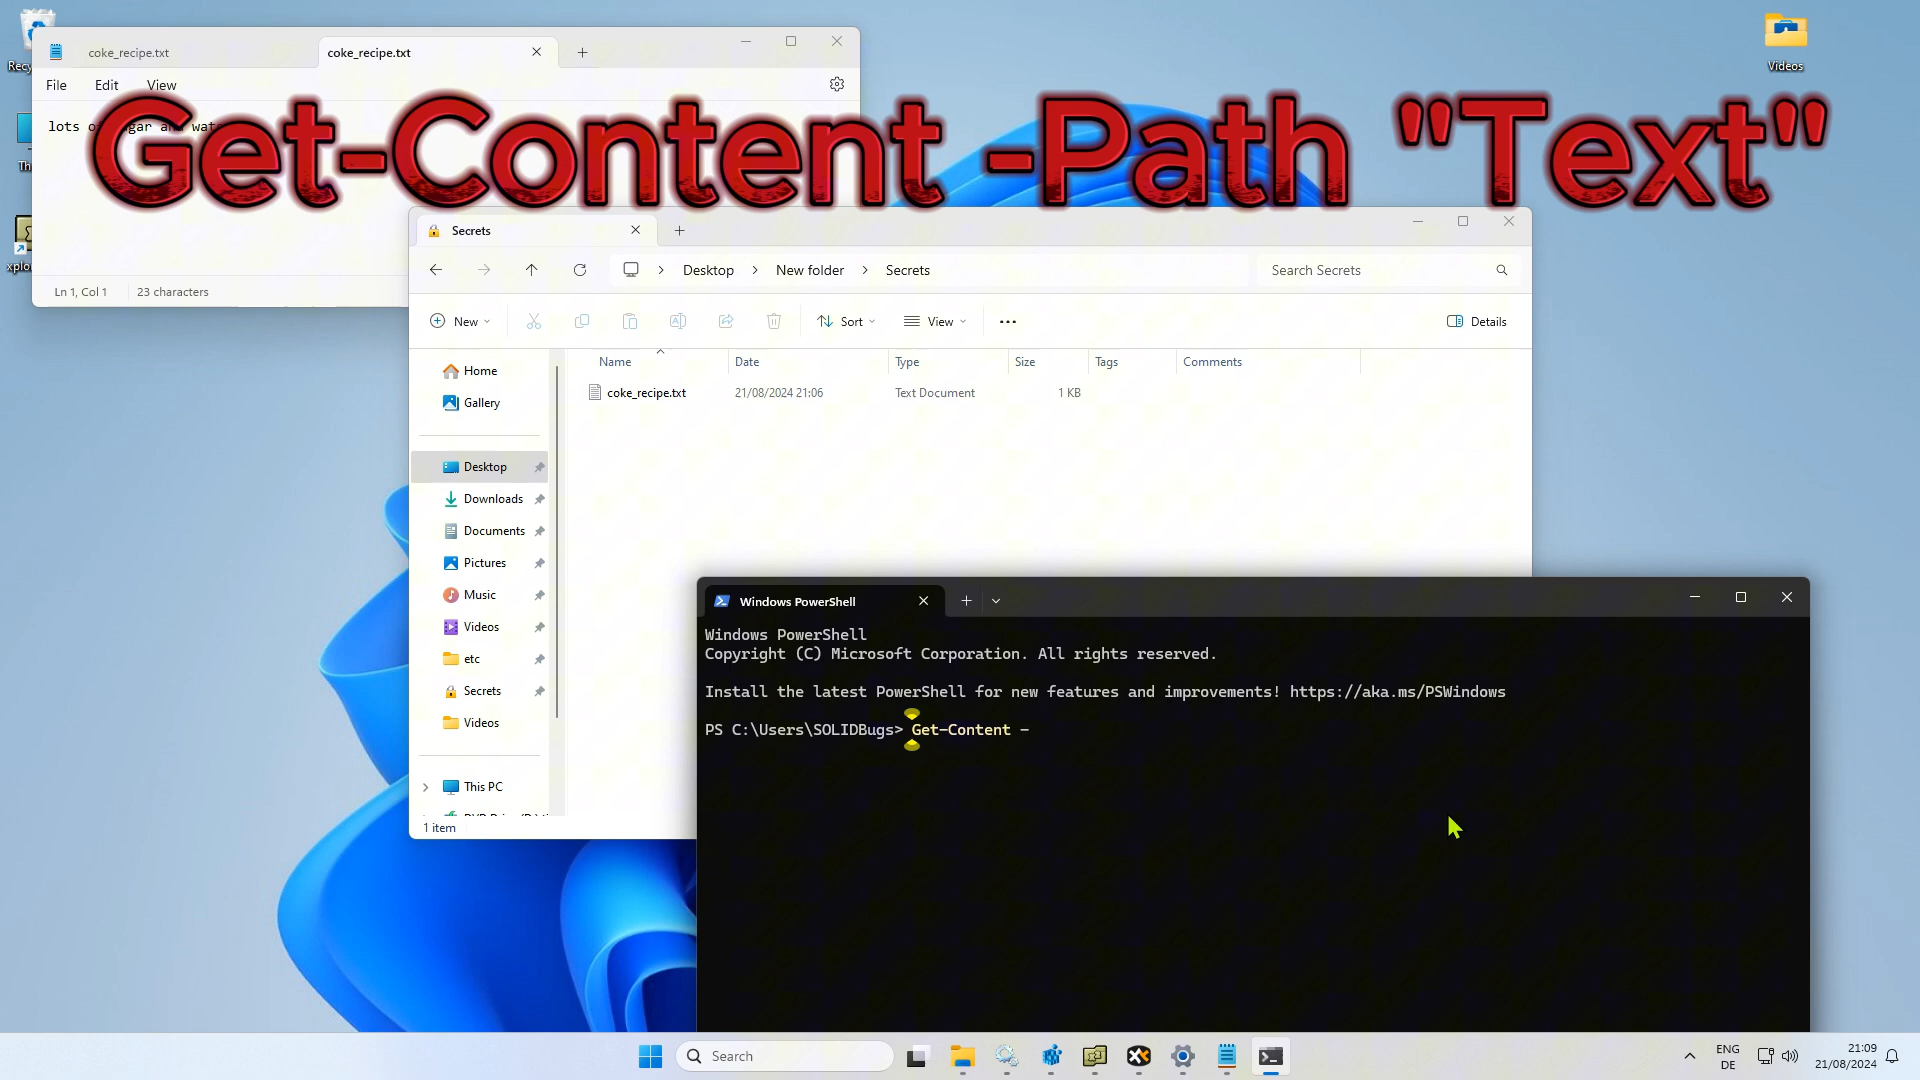 Recy
coke_recipe.txt
coke_recipe.txt
File Edit View
Videos
Get-Content -Path "Text"
Ln 1, Col 1
23 characters
Secrets
Desktop
New folder
Secrets
Search Secrets
New
Sort
View
Details
Home
Gallery
Desktop
Downloads
Documents
Pictures
Music
Videos
etc
Secrets
Videos
This PC
1 item
Name Date Type Size Tags Comments
coke_recipe.txt 21/08/2024 21:06 Text Document 1 KB
Windows PowerShell
Windows PowerShell
Copyright (C) Microsoft Corporation. All rights reserved.
Install the latest PowerShell for new features and improvements! https://aka.ms/PSWindows
PS C:\Users\SOLIDBugs> Get-Content -
Search
ENG
DE
21:09
21/08/2024